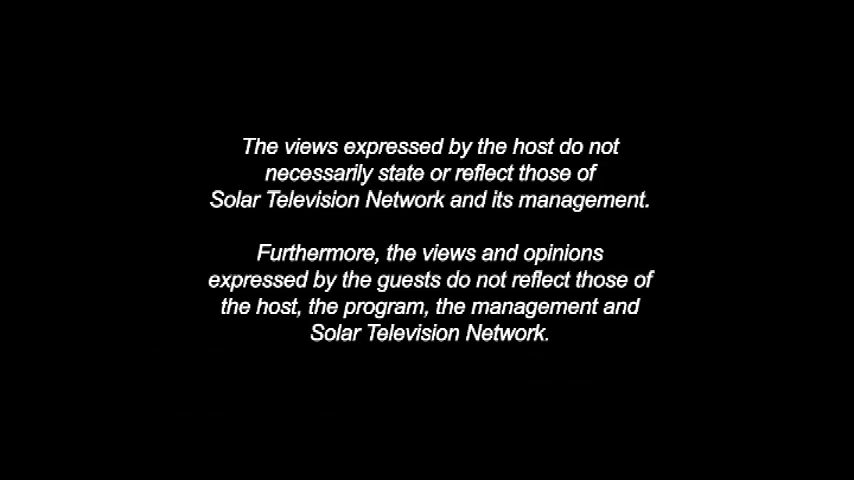 The views expressed by the host do not
necessarily state or reflect those of
Solar Television Network and its management.
Furthermore, the views and opinions
expressed by the guests do not reflect those of
the host, the program, the management and
Solar Television Network.